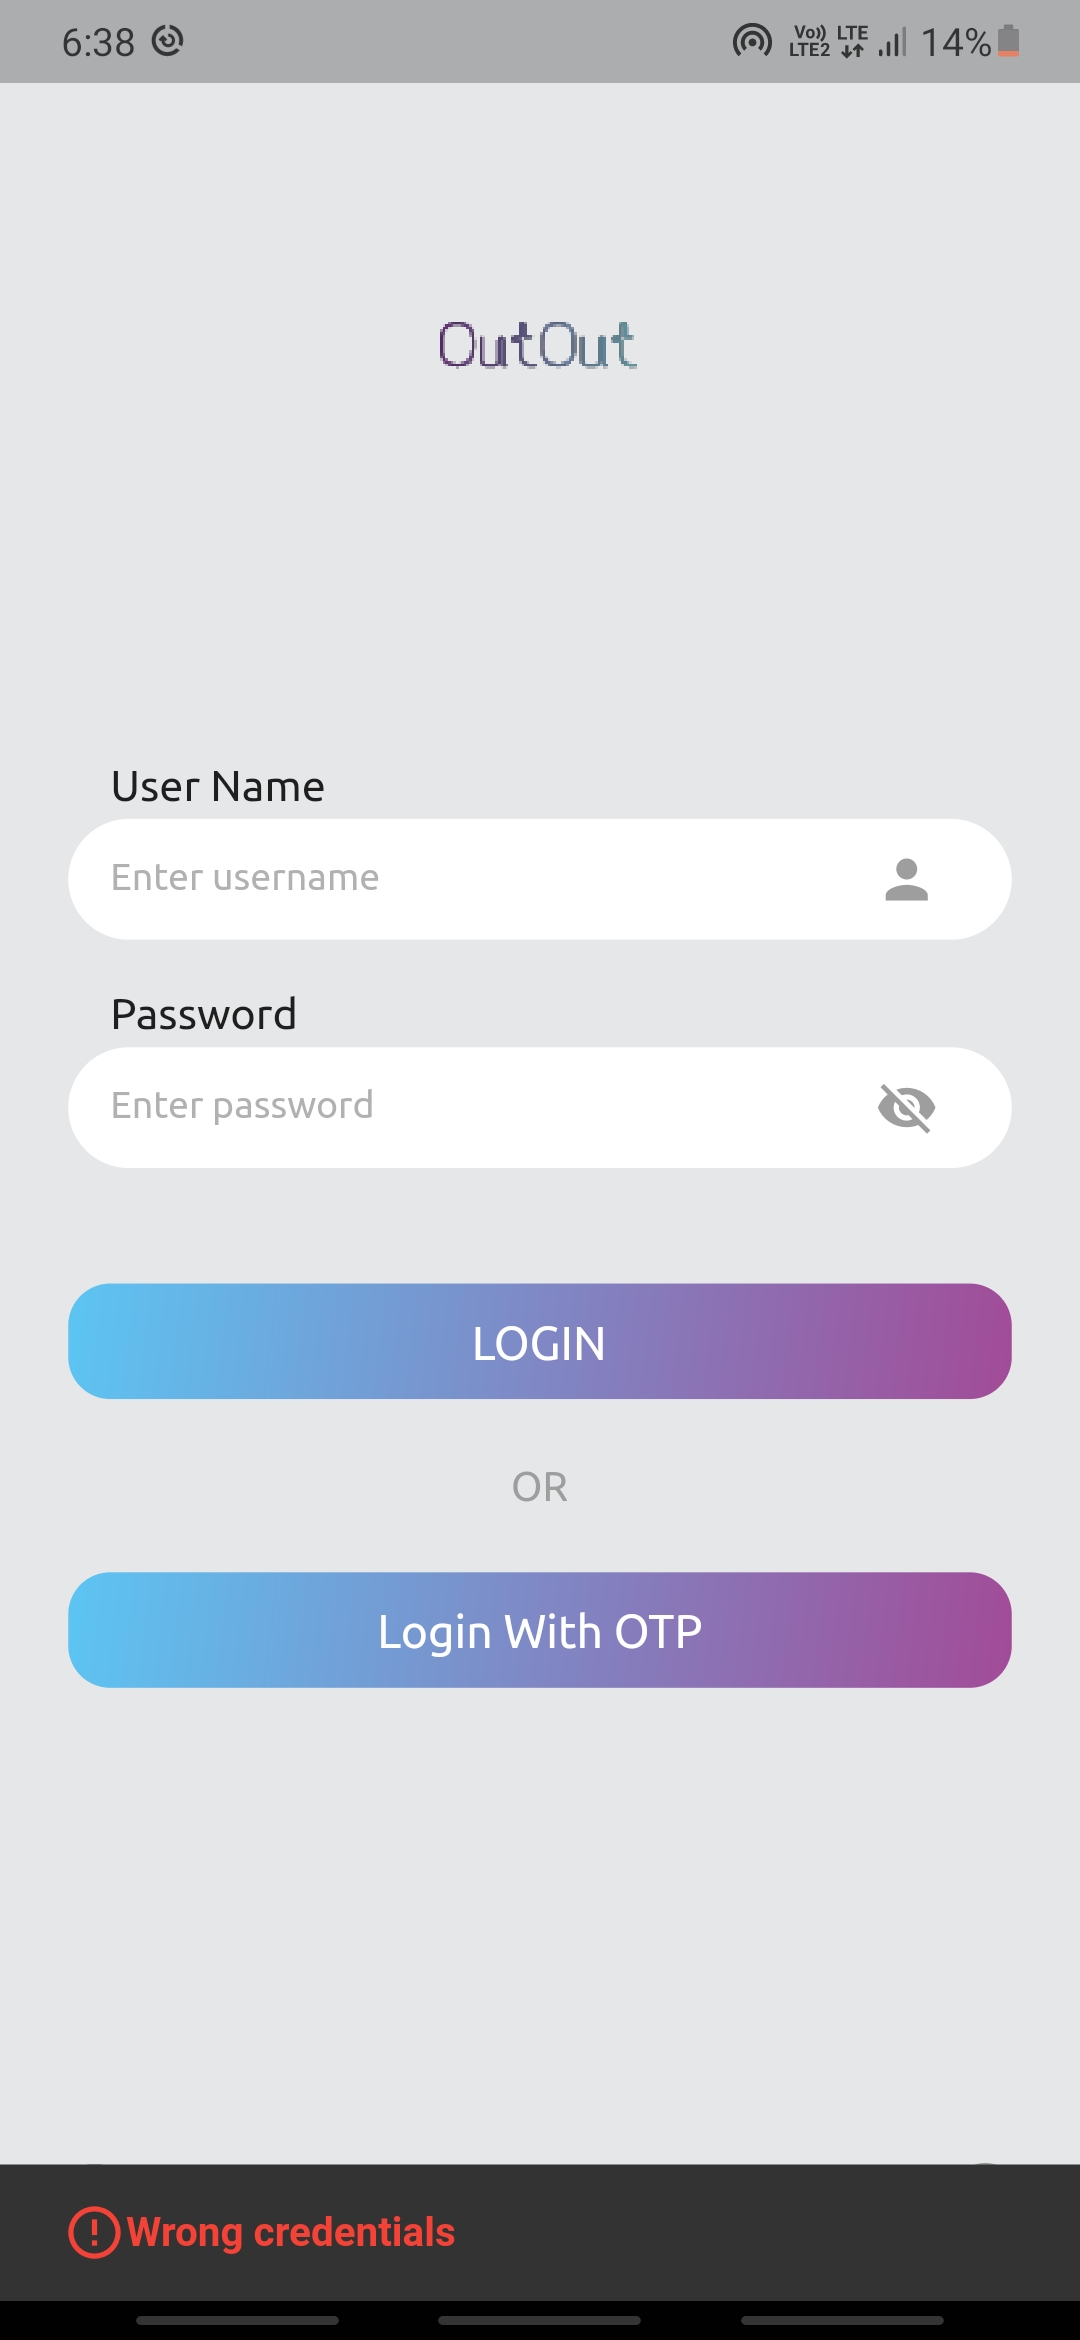 6:38 Vo)) LTE2 LTE 14%
OutOut
User Name
Enter username
Password
Enter password
LOGIN
OR
Login With OTP
Wrong credentials